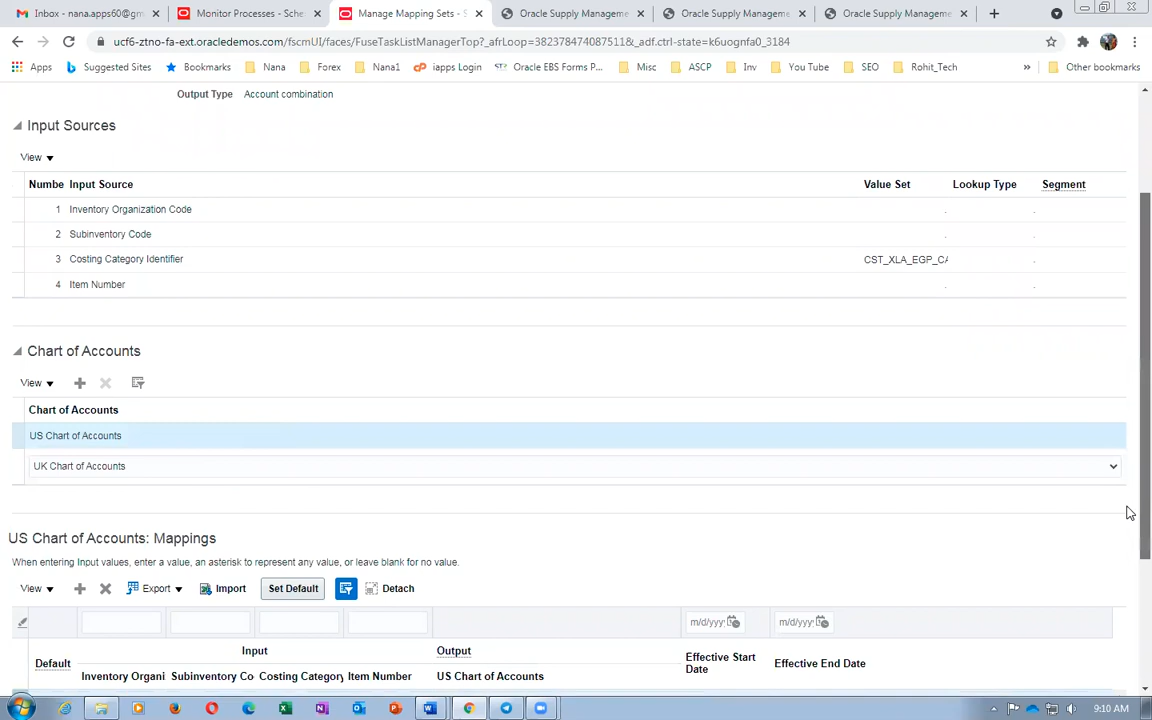 Inbox - nana.apps60@gm
Monitor Processes - Sche
Manage Mapping Sets - S
Oracle Supply Manageme
Oracle Supply Manageme
Oracle Supply Manageme
ucf6-ztno-fa-ext.oracledemos.com/fscmUI/faces/FuseTaskListManagerTop?_afrLoop=382378474087511&_adf.ctrl-state=k6uognfa0_3184
Apps Suggested Sites Bookmarks Nana Forex Nana1 iapps Login Oracle EBS Forms P... Misc ASCP Inv You Tube SEO Rohit_Tech » Other bookmarks
Output Type Account combination
Input Sources
View
Numbe Input Source Value Set Lookup Type Segment
1 Inventory Organization Code
2 Subinventory Code
3 Costing Category Identifier CST_XLA_EGP_CA
4 Item Number
Chart of Accounts
View
Chart of Accounts
US Chart of Accounts
UK Chart of Accounts
US Chart of Accounts: Mappings
When entering Input values, enter a value, an asterisk to represent any value, or leave blank for no value.
View Export Import Set Default Detach
m/d/yyy m/d/yyy
Input Output Effective Start Date Effective End Date
Default
Inventory Organi Subinventory Co Costing Category Item Number US Chart of Accounts
9:10 AM